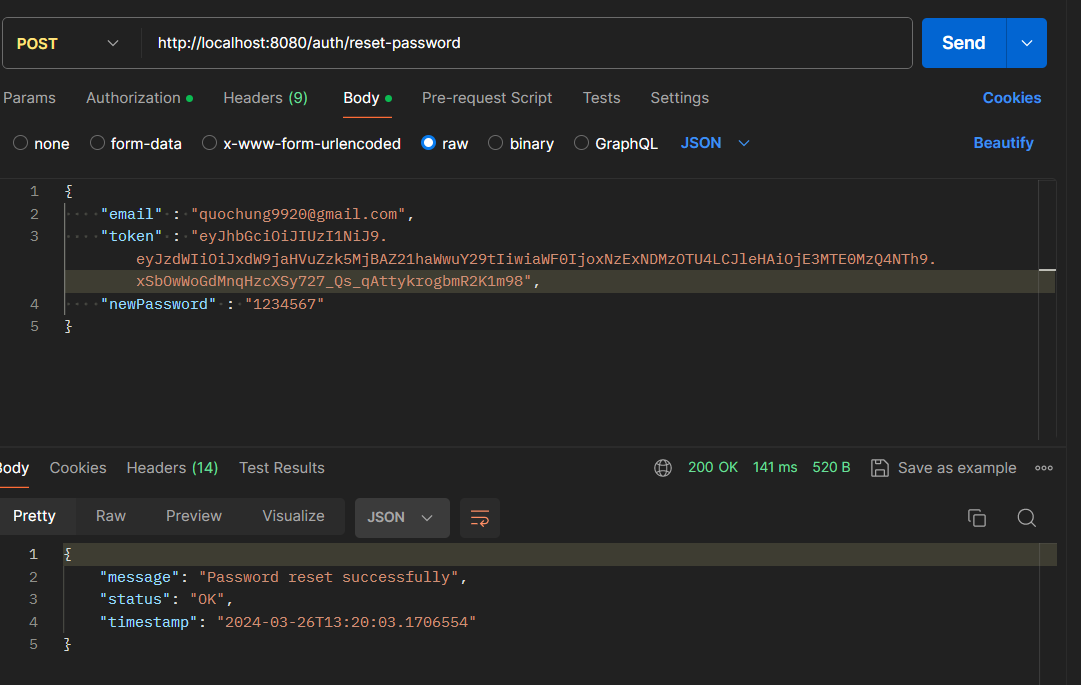 POST http://localhost:8080/auth/reset-password Send
Params Authorization Headers (9) Body Pre-request Script Tests Settings Cookies
none form-data x-www-form-urlencoded raw binary GraphQL JSON Beautify
1 {
2 "email" : "quochung9920@gmail.com",
3 "token" : "eyJhbGciOiJIUzI1NiJ9.
eyJzdWIiOiJxdW9jaHVuZzk5MjBAZ21haWwuY29tIiwiaWF0IjoxNzExNDMzOTU4LCJleHAiOjE3MTE0MzQ4NTh9.
xSbOwWoGdMnqHzcXSy727_Qs_qAttykrogbmR2K1m98",
4 "newPassword" : "1234567"
5 }
Body Cookies Headers (14) Test Results 200 OK 141 ms 520 B Save as example
Pretty Raw Preview Visualize JSON
1 {
2 "message": "Password reset successfully",
3 "status": "OK",
4 "timestamp": "2024-03-26T13:20:03.1706554"
5 }